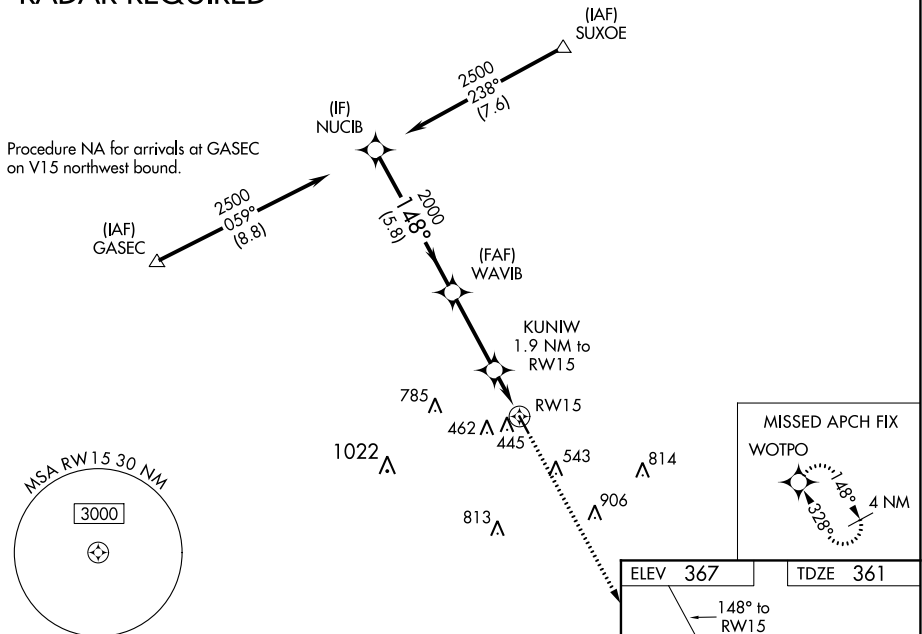 RADAR REQUIRED
(IAF)
SUXOE
2500
238°
(7.6)
(IF)
NUCIB
Procedure NA for arrivals at GASEC
on V15 northwest bound.
2500
059°
(8.8)
(IAF)
GASEC
2000
148°
(5.8)
(FAF)
WAVIB
KUNIW
1.9 NM to
RW15
RW15
785
462
445
1022
543
814
906
813
MSA RW15 30 NM
3000
MISSED APCH FIX
WOTPO
148°
328°
4 NM
ELEV 367
TDZE 361
148° to
RW15